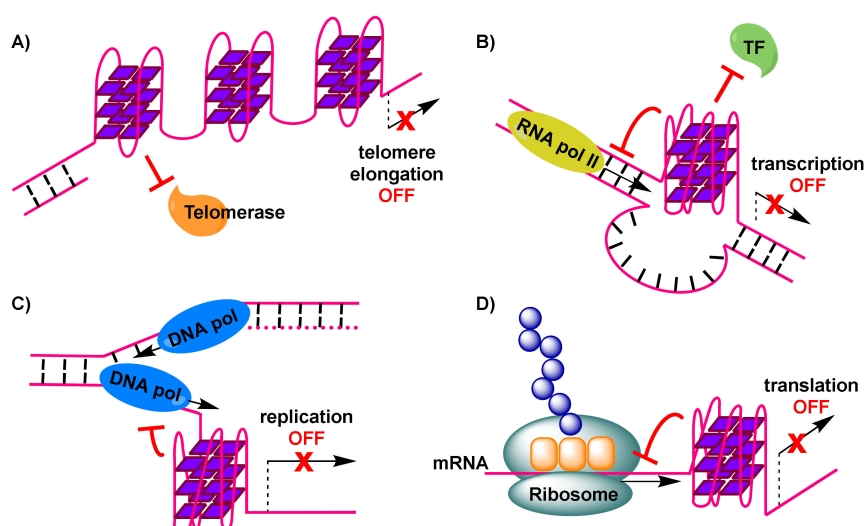 A)
telomere
elongation
OFF
Telomerase
B)
TF
RNA pol II
transcription
OFF
C)
DNA pol
DNA pol
replication
OFF
D)
translation
OFF
mRNA
Ribosome